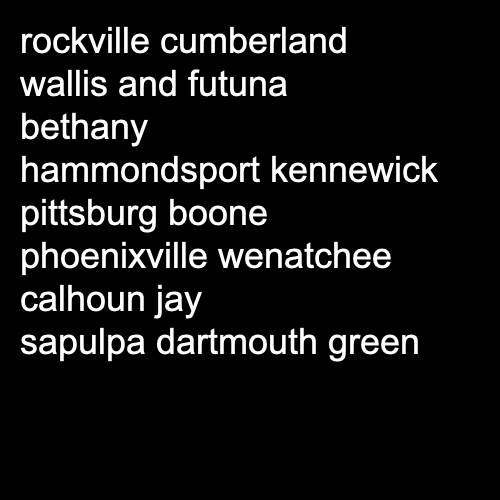 rockville cumberland
wallis and futuna
bethany
hammondsport kennewick
pittsburg boone
phoenixville wenatchee
calhoun jay
sapulpa dartmouth green